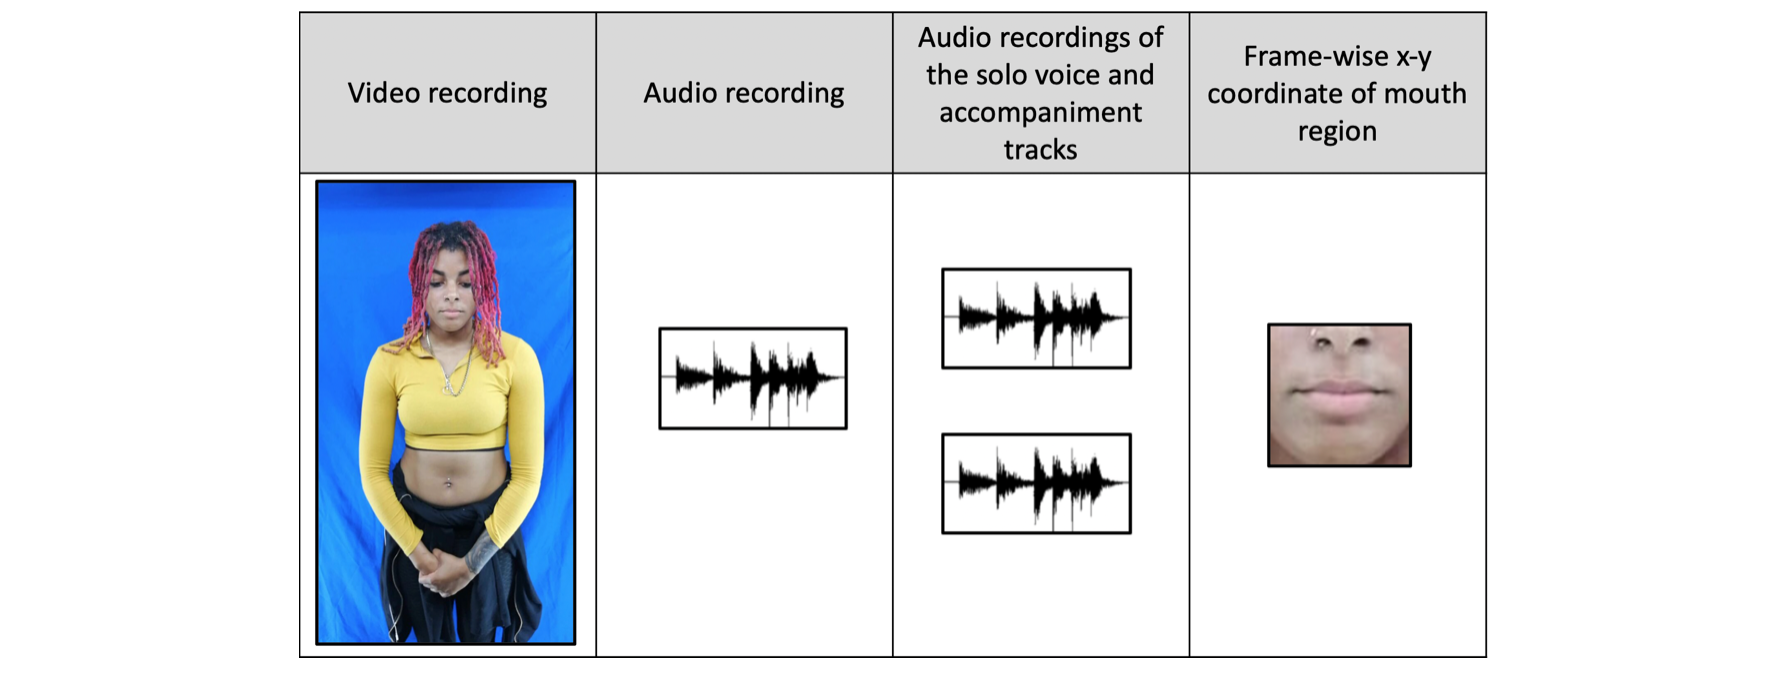 Video recording
Audio recording
Audio recordings of
the solo voice and
accompaniment
tracks
Frame-wise x-y
coordinate of mouth
region